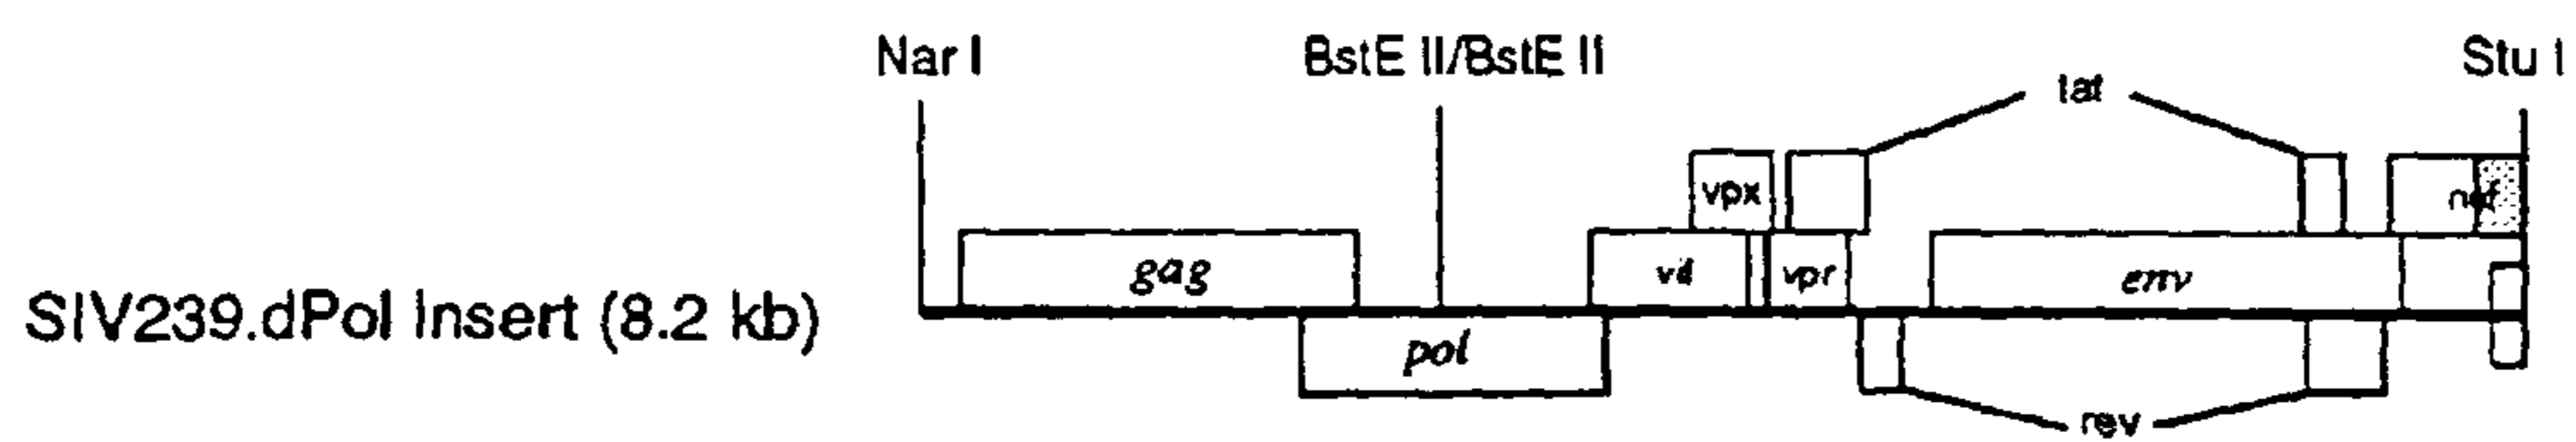 Nar I BstE II/BstE II Stu I
tat
vpx nef
gag vif vpr env
SIV239.dPol Insert (8.2 kb)
pol
rev